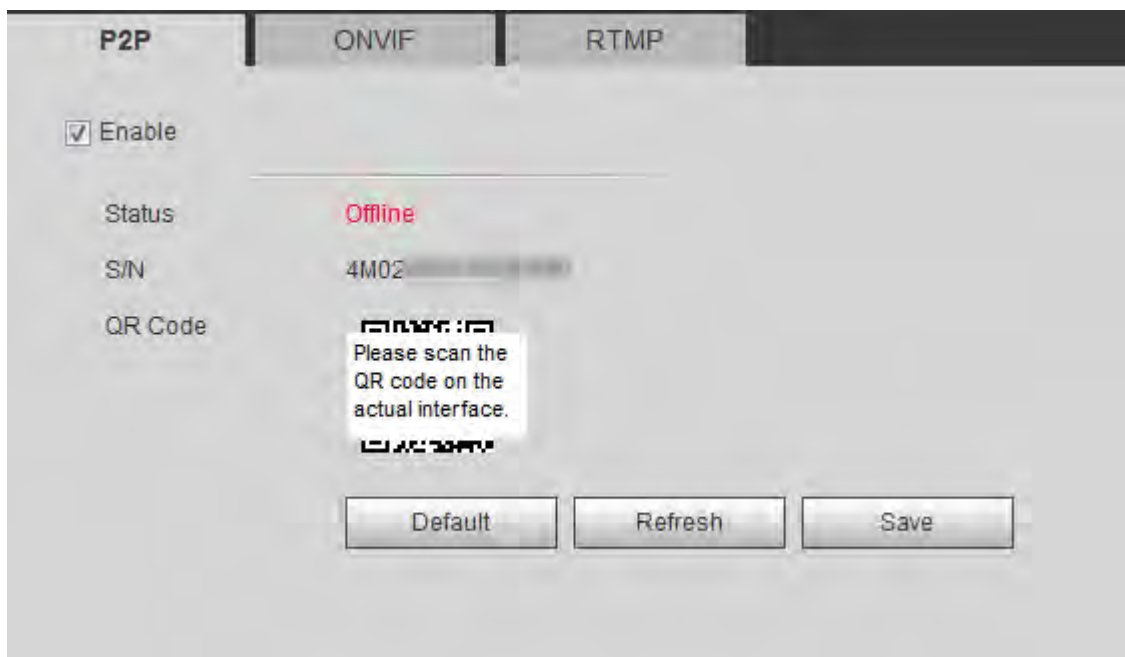 P2P ONVIF RTMP
Enable
Status Offline
S/N 4M02
QR Code
Please scan the
QR code on the
actual interface.
Default Refresh Save